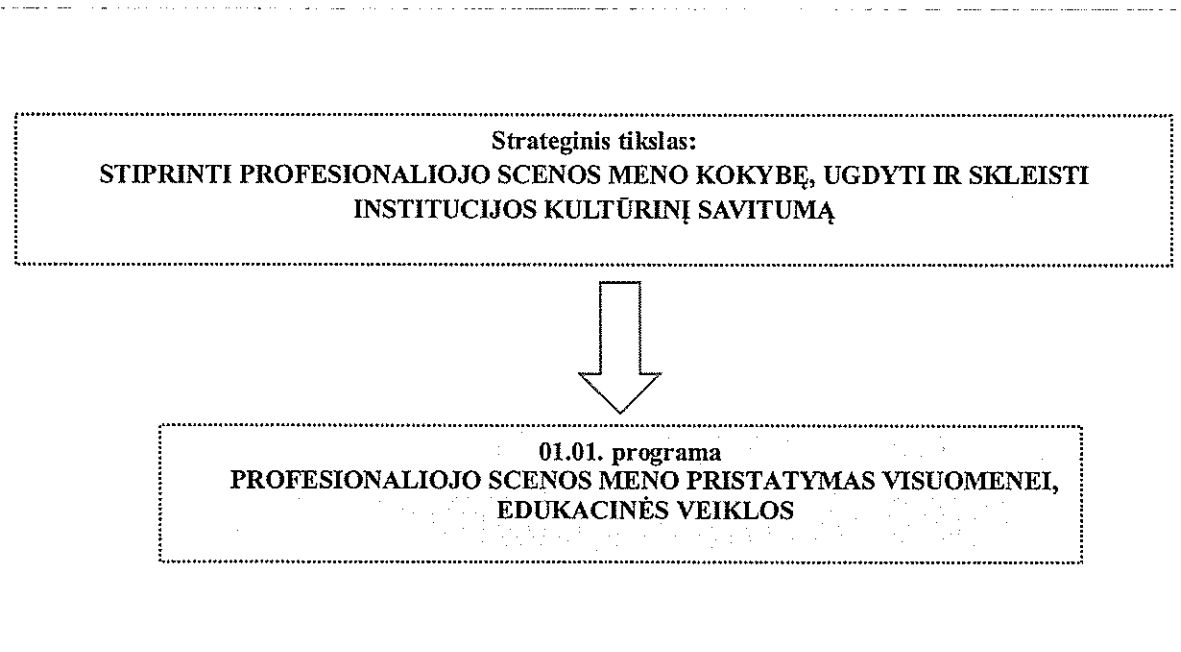 Strateginis tikslas:
STIPRINTI PROFESIONALIOJO SCENOS MENO KOKYBĘ, UGDYTI IR SKLEISTI
INSTITUCIJOS KULTŪRINĮ SAVITUMĄ
01.01. programa
PROFESIONALIOJO SCENOS MENO PRISTATYMAS VISUOMENEI,
EDUKACINĖS VEIKLOS